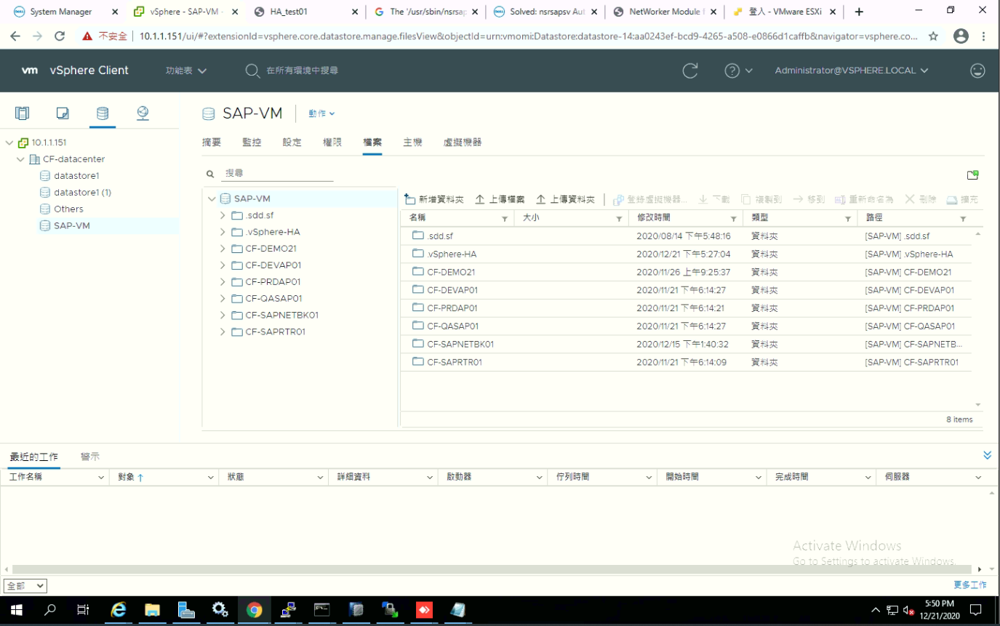 System Manager
vSphere - SAP-VM -
HA_test01
The '/usr/sbin/nsrsap
Solved: nsrsapsv Aut
NetWorker Module f
登入 - VMware ESXi
不安全 10.1.1.151/ui/#?extensionId=vsphere.core.datastore.manage.filesView&objectId=urn:vmomi:Datastore:datastore-14:aa0243ef-bcd9-4265-a508-e0866d1caffb&navigator=vsphere.co...
vm vSphere Client 功能表 在所有環境中搜尋 Administrator@VSPHERE.LOCAL
10.1.1.151
CF-datacenter
datastore1
datastore1 (1)
Others
SAP-VM
SAP-VM 動作
摘要 監控 設定 權限 檔案 主機 虛擬機器
搜尋
SAP-VM
.sdd.sf
.vSphere-HA
CF-DEMO21
CF-DEVAP01
CF-PRDAP01
CF-QASAP01
CF-SAPNETBK01
CF-SAPRTR01
新增資料夾 上傳檔案 上傳資料夾 登錄虛擬機器... 下載 複製到 移到 重新命名為 刪除 擴充
名稱 大小 修改時間 類型 路徑
.sdd.sf 2020/08/14 下午5:48:16 資料夾 [SAP-VM] .sdd.sf
.vSphere-HA 2020/12/21 下午5:27:04 資料夾 [SAP-VM] .vSphere-HA
CF-DEMO21 2020/11/26 上午9:25:37 資料夾 [SAP-VM] CF-DEMO21
CF-DEVAP01 2020/11/21 下午6:14:27 資料夾 [SAP-VM] CF-DEVAP01
CF-PRDAP01 2020/11/21 下午6:14:21 資料夾 [SAP-VM] CF-PRDAP01
CF-QASAP01 2020/11/21 下午6:14:27 資料夾 [SAP-VM] CF-QASAP01
CF-SAPNETBK01 2020/12/15 下午1:40:32 資料夾 [SAP-VM] CF-SAPNETB...
CF-SAPRTR01 2020/11/21 下午6:14:09 資料夾 [SAP-VM] CF-SAPRTR01
8 items
最近的工作 警示
工作名稱 對象 狀態 詳細資料 啟動器 佇列時間 開始時間 完成時間 伺服器
Activate Windows
Go to Settings to activate Windows.
全部 更多工作
5:50 PM
12/21/2020